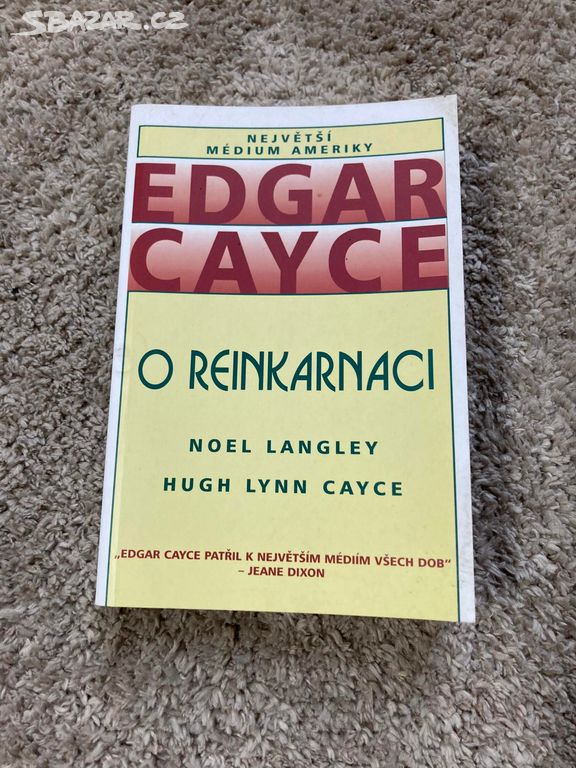 SBAZAR.CZ
NEJVĚTŠÍ
MÉDIUM AMERIKY
EDGAR
CAYCE
O REINKARNACI
NOEL LANGLEY
HUGH LYNN CAYCE
„EDGAR CAYCE PATŘIL K NEJVĚTŠÍM MÉDIÍM VŠECH DOB“
– JEANE DIXON